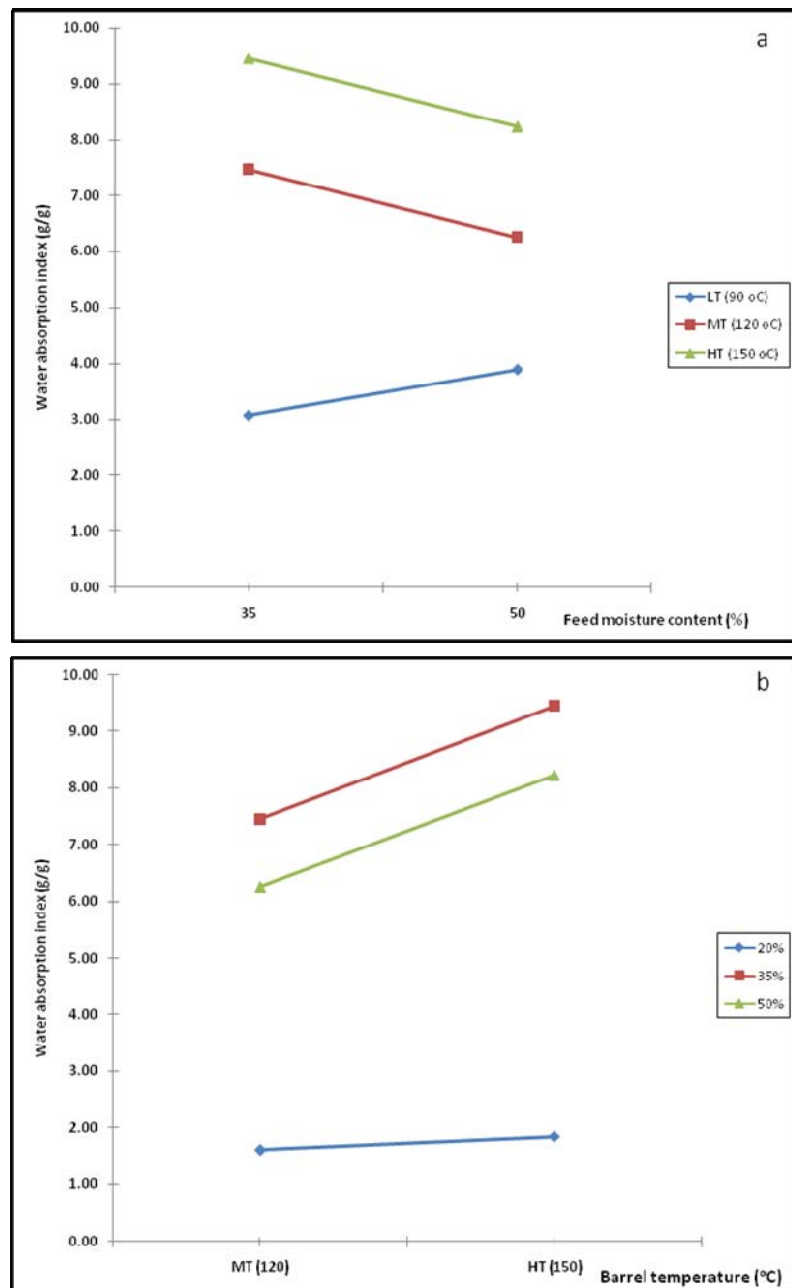 a
10.00
9.00
8.00
7.00
6.00
5.00
4.00
3.00
2.00
1.00
0.00
Water absorption index (g/g)
LT (90 oC)
MT (120 oC)
HT (150 oC)
35
50
Feed moisture content (%)
b
10.00
9.00
8.00
7.00
6.00
5.00
4.00
3.00
2.00
1.00
0.00
Water absorption index (g/g)
20%
35%
50%
MT (120)
HT (150)
Barrel temperature (ºC)